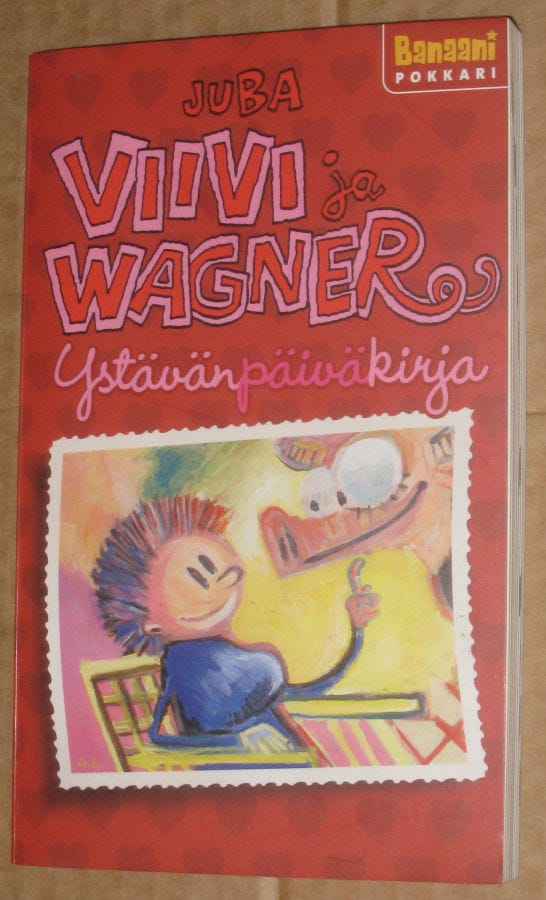 Banaani
POKKARI
JUBA
VIIVI ja
WAGNER
Ystävänpäiväkirja